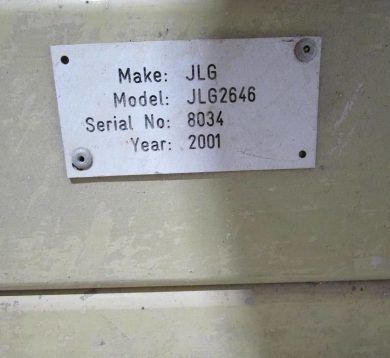 Make: JLG
Model: JLG2646
Serial No: 8034
Year: 2001